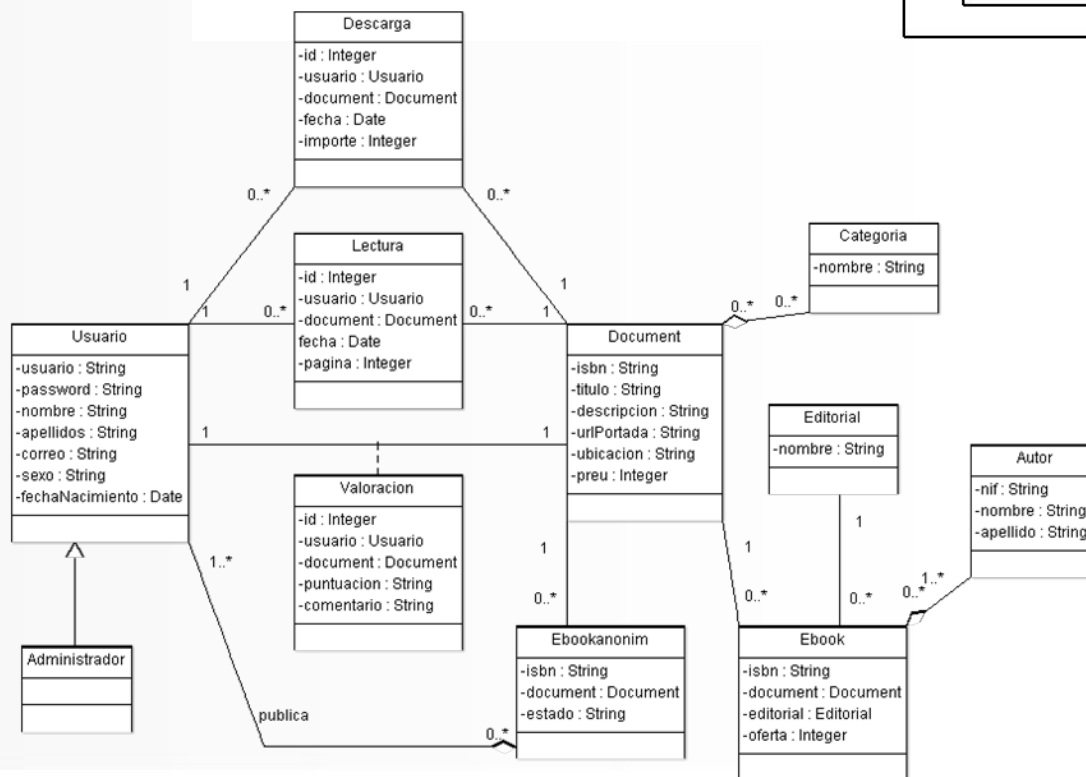 Descarga
-id : Integer
-usuario : Usuario
-document : Document
-fecha : Date
-importe : Integer
0..*
0..*
1
1
Lectura
-id : Integer
-usuario : Usuario
-document : Document
fecha : Date
-pagina : Integer
1
0..*
0..*
1
Categoria
-nombre : String
0..*
0..*
Usuario
-usuario : String
-password : String
-nombre : String
-apellidos : String
-correo : String
-sexo : String
-fechaNacimiento : Date
Document
-isbn : String
-titulo : String
-descripcion : String
-urlPortada : String
-ubicacion : String
-preu : Integer
1
1
Editorial
-nombre : String
Autor
-nif : String
-nombre : String
-apellido : String
Valoracion
-id : Integer
-usuario : Usuario
-document : Document
-puntuacion : String
-comentario : String
1..*
1
0..*
1
0..*
1
0..*
0..*
1..*
Administrador
Ebookanonim
-isbn : String
-document : Document
-estado : String
Ebook
-isbn : String
-document : Document
-editorial : Editorial
-oferta : Integer
publica
0..*